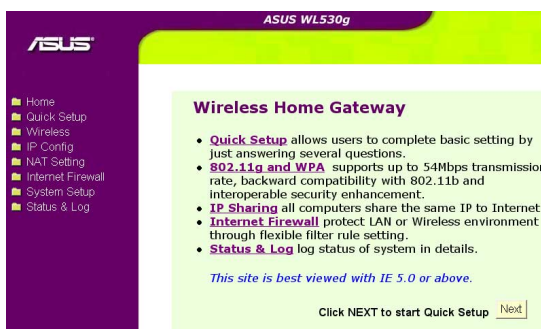 ASUS WL530g
ASUS
Home
Quick Setup
Wireless
IP Config
NAT Setting
Internet Firewall
System Setup
Status & Log
Wireless Home Gateway
Quick Setup allows users to complete basic setting by
just answering several questions.
802.11g and WPA supports up to 54Mbps transmission
rate, backward compatibility with 802.11b and
interoperable security enhancement.
IP Sharing all computers share the same IP to Internet
Internet Firewall protect LAN or Wireless environment
through flexible filter rule setting.
Status & Log log status of system in details.
This site is best viewed with IE 5.0 or above.
Click NEXT to start Quick Setup Next